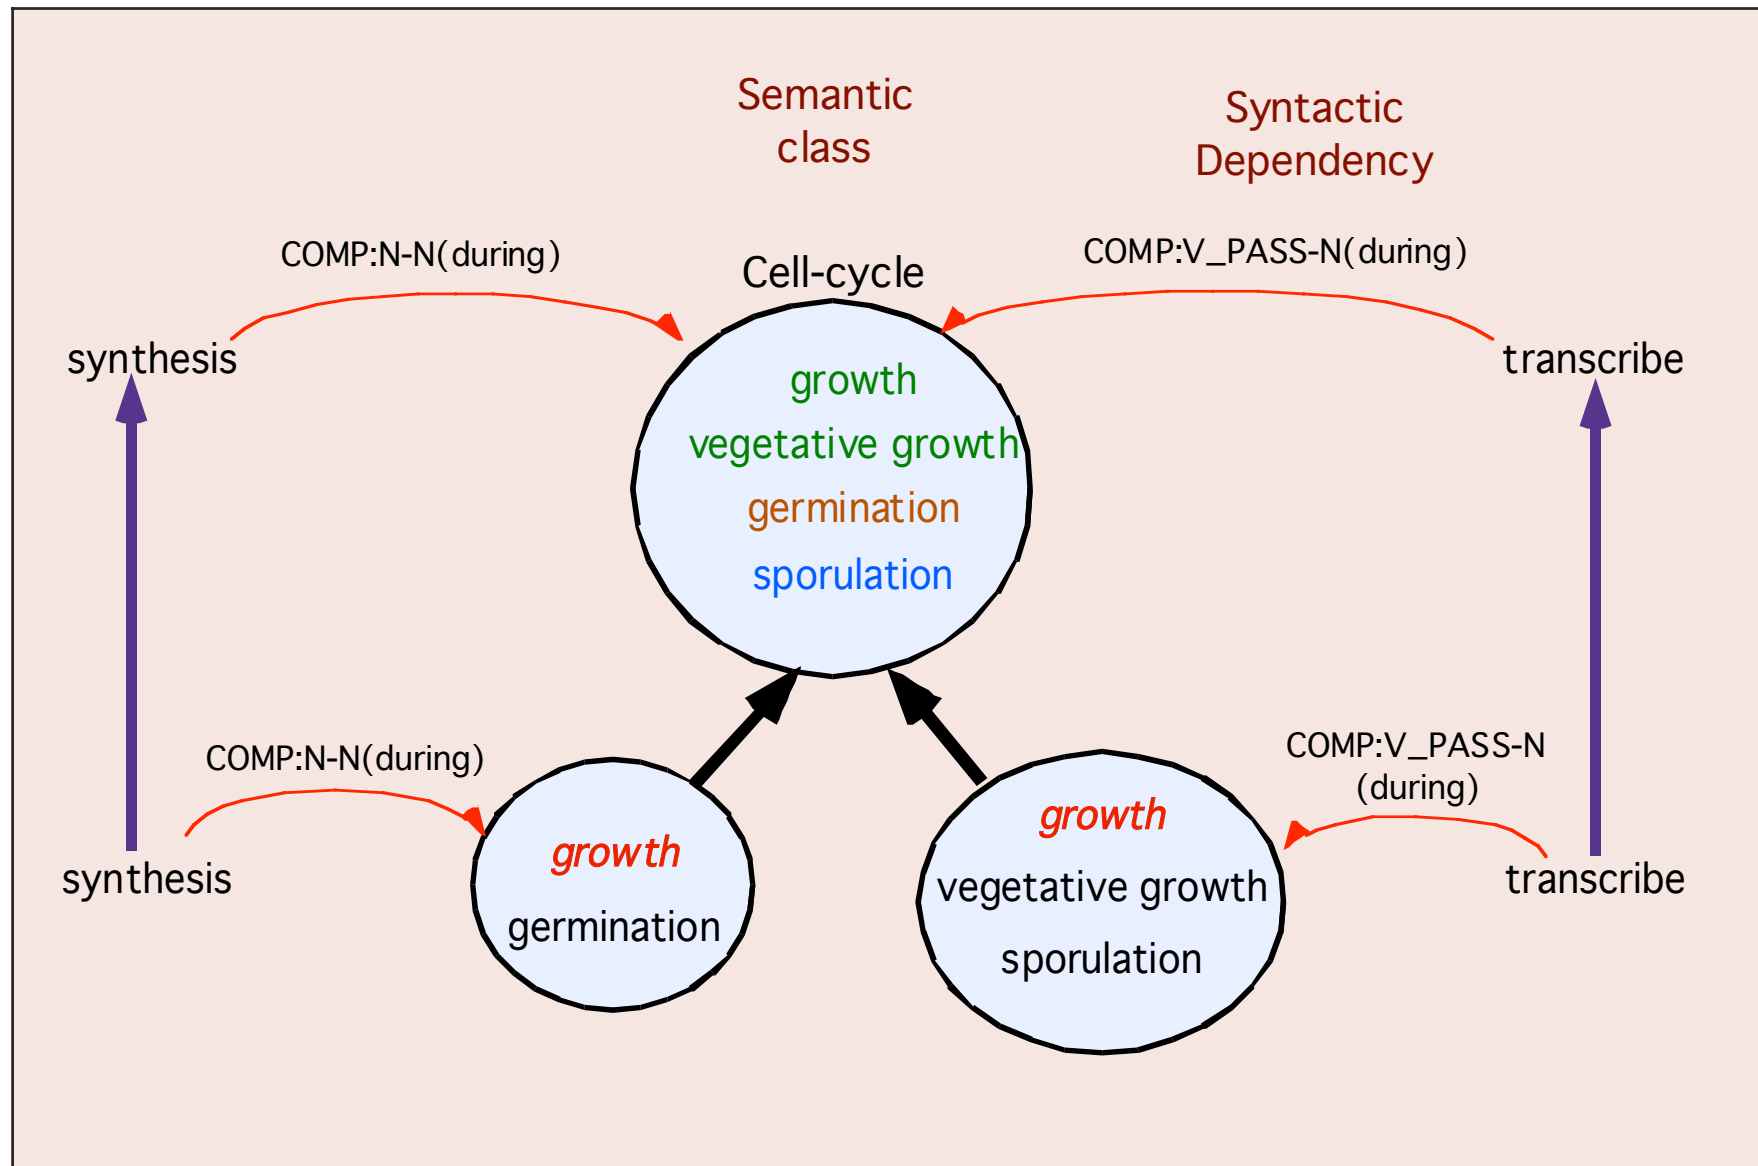 Semantic
class
Syntactic
Dependency
COMP:N-N(during)
Cell-cycle
COMP:V_PASS-N(during)
synthesis
transcribe
growth
vegetative growth
germination
sporulation
COMP:N-N(during)
COMP:V_PASS-N
(during)
synthesis
growth
germination
growth
vegetative growth
sporulation
transcribe